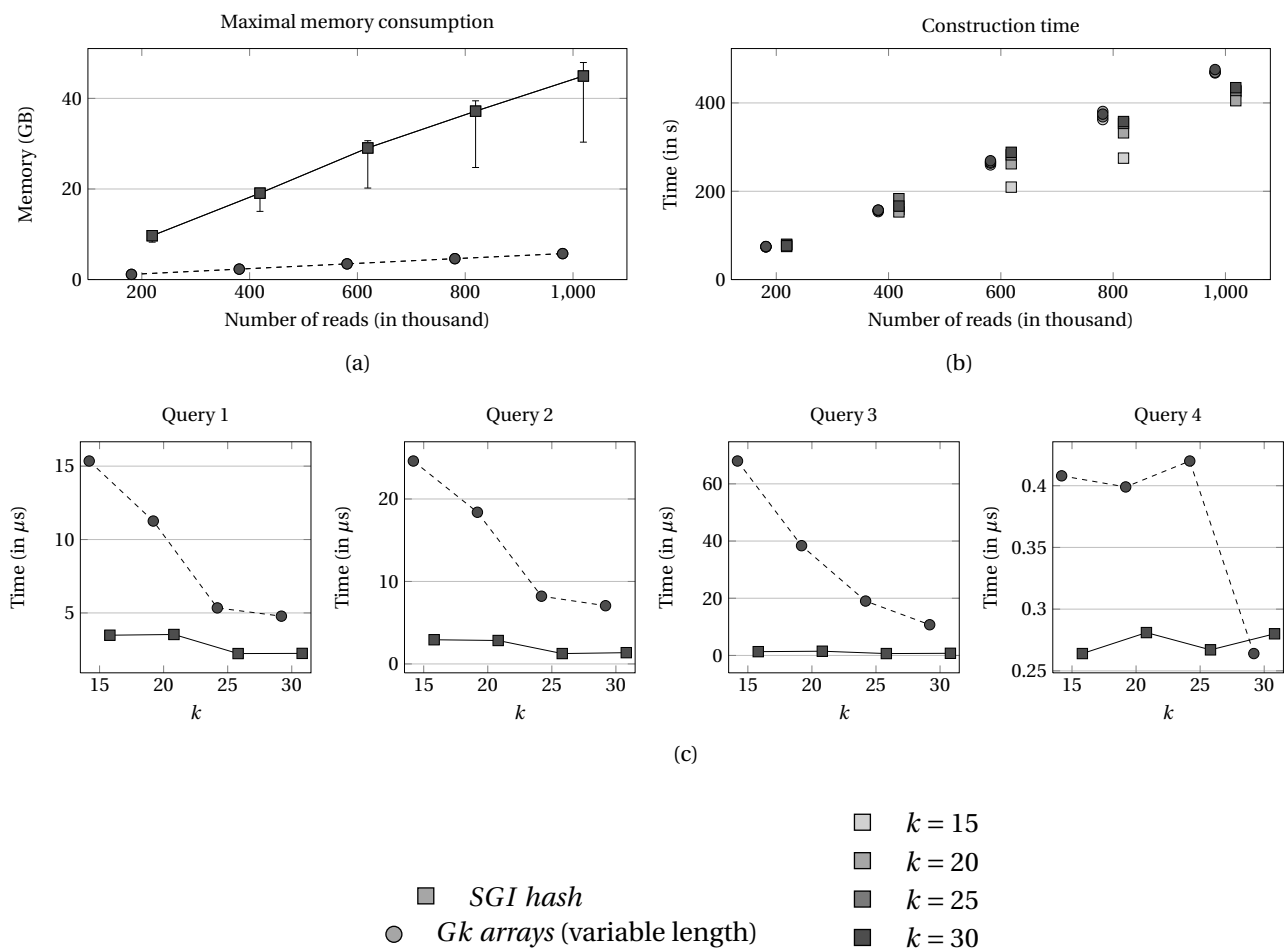 Maximal memory consumption
Memory (GB)
40
20
0
200 400 600 800 1,000
Number of reads (in thousand)
(a)
Construction time
Time (in s)
400
200
0
200 400 600 800 1,000
Number of reads (in thousand)
(b)
Query 1
Time (in µs)
15
10
5
15 20 25 30
k
Query 2
Time (in µs)
20
10
0
15 20 25 30
k
Query 3
Time (in µs)
60
40
20
0
15 20 25 30
k
Query 4
Time (in µs)
0.4
0.35
0.3
0.25
15 20 25 30
k
(c)
SGI hash
Gk arrays (variable length)
k = 15
k = 20
k = 25
k = 30